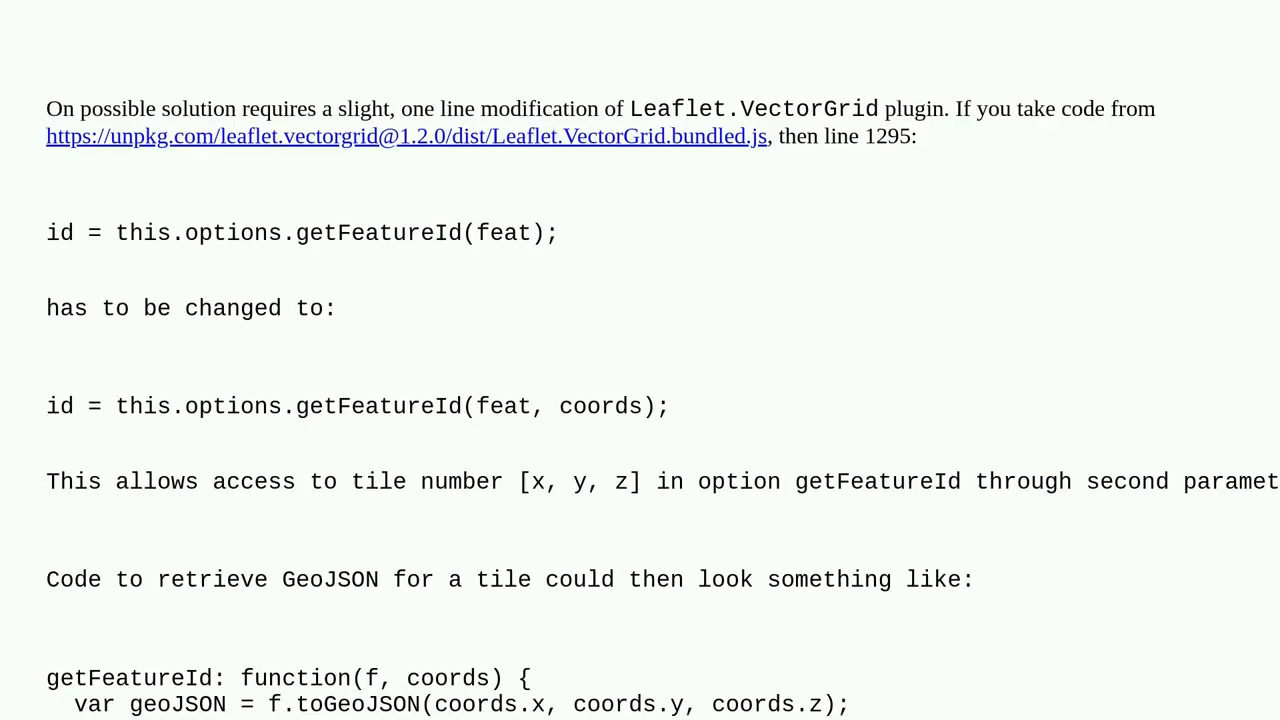 On possible solution requires a slight, one line modification of Leaflet.VectorGrid plugin. If you take code from
https://unpkg.com/leaflet.vectorgrid@1.2.0/dist/Leaflet.VectorGrid.bundled.js, then line 1295:
id = this.options.getFeatureId(feat);
has to be changed to:
id = this.options.getFeatureId(feat, coords);
This allows access to tile number [x, y, z] in option getFeatureId through second paramet
Code to retrieve GeoJSON for a tile could then look something like:
getFeatureId: function(f, coords) {
  var geoJSON = f.toGeoJSON(coords.x, coords.y, coords.z);